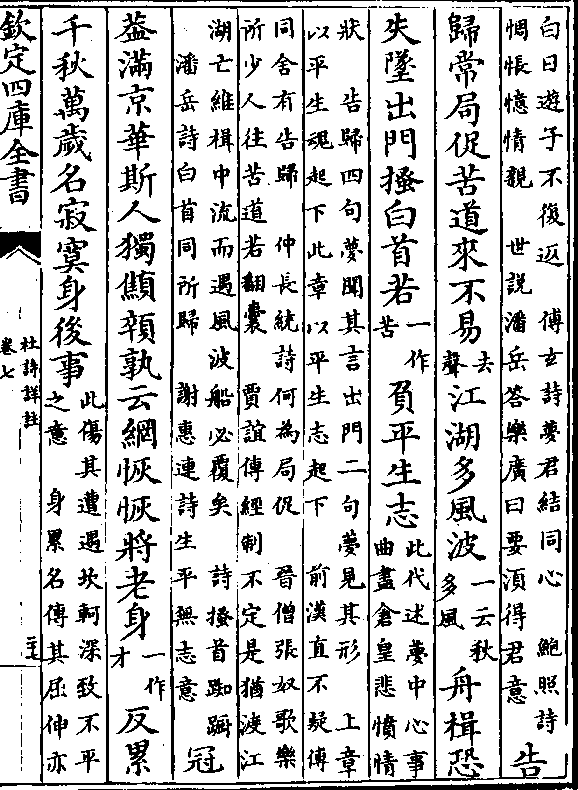 白日遊子不復返　傅玄詩夢君結同心　鮑照詩
惆悵憶情貌　世説潘岳答樂廣曰要湏得君意
告
歸常局促苦道來不易去聲江湖多風波一云秋多風舟楫恐
失墜出門搔白首若一作苦負平生志此代述夢中心事曲盡倉皇悲憤情
狀　告歸四句夢聞其言出門二句夢見其形　上章
以平生魂起下此章以平生志起下　前漢直不疑傳
同舍有告歸　仲長統詩何為局促　晉僧張奴歌樂
所少人往苦道若翻囊　賈誼傳經制不定是猶渡江
湖亡維楫中流而遇風波船必覆矣　詩搔首踟躕
潘岳詩白首同所歸　謝惠連詩生平無志意
冠
葢滿京華斯人獨顦顇孰云網恢恢將老身一作才反累
千秋萬歲名寂寞身後事此傷其遭遇坎軻深致不平之意　身累名傳其屈伸亦
欽定四庫全書
杜詩詳註
卷七